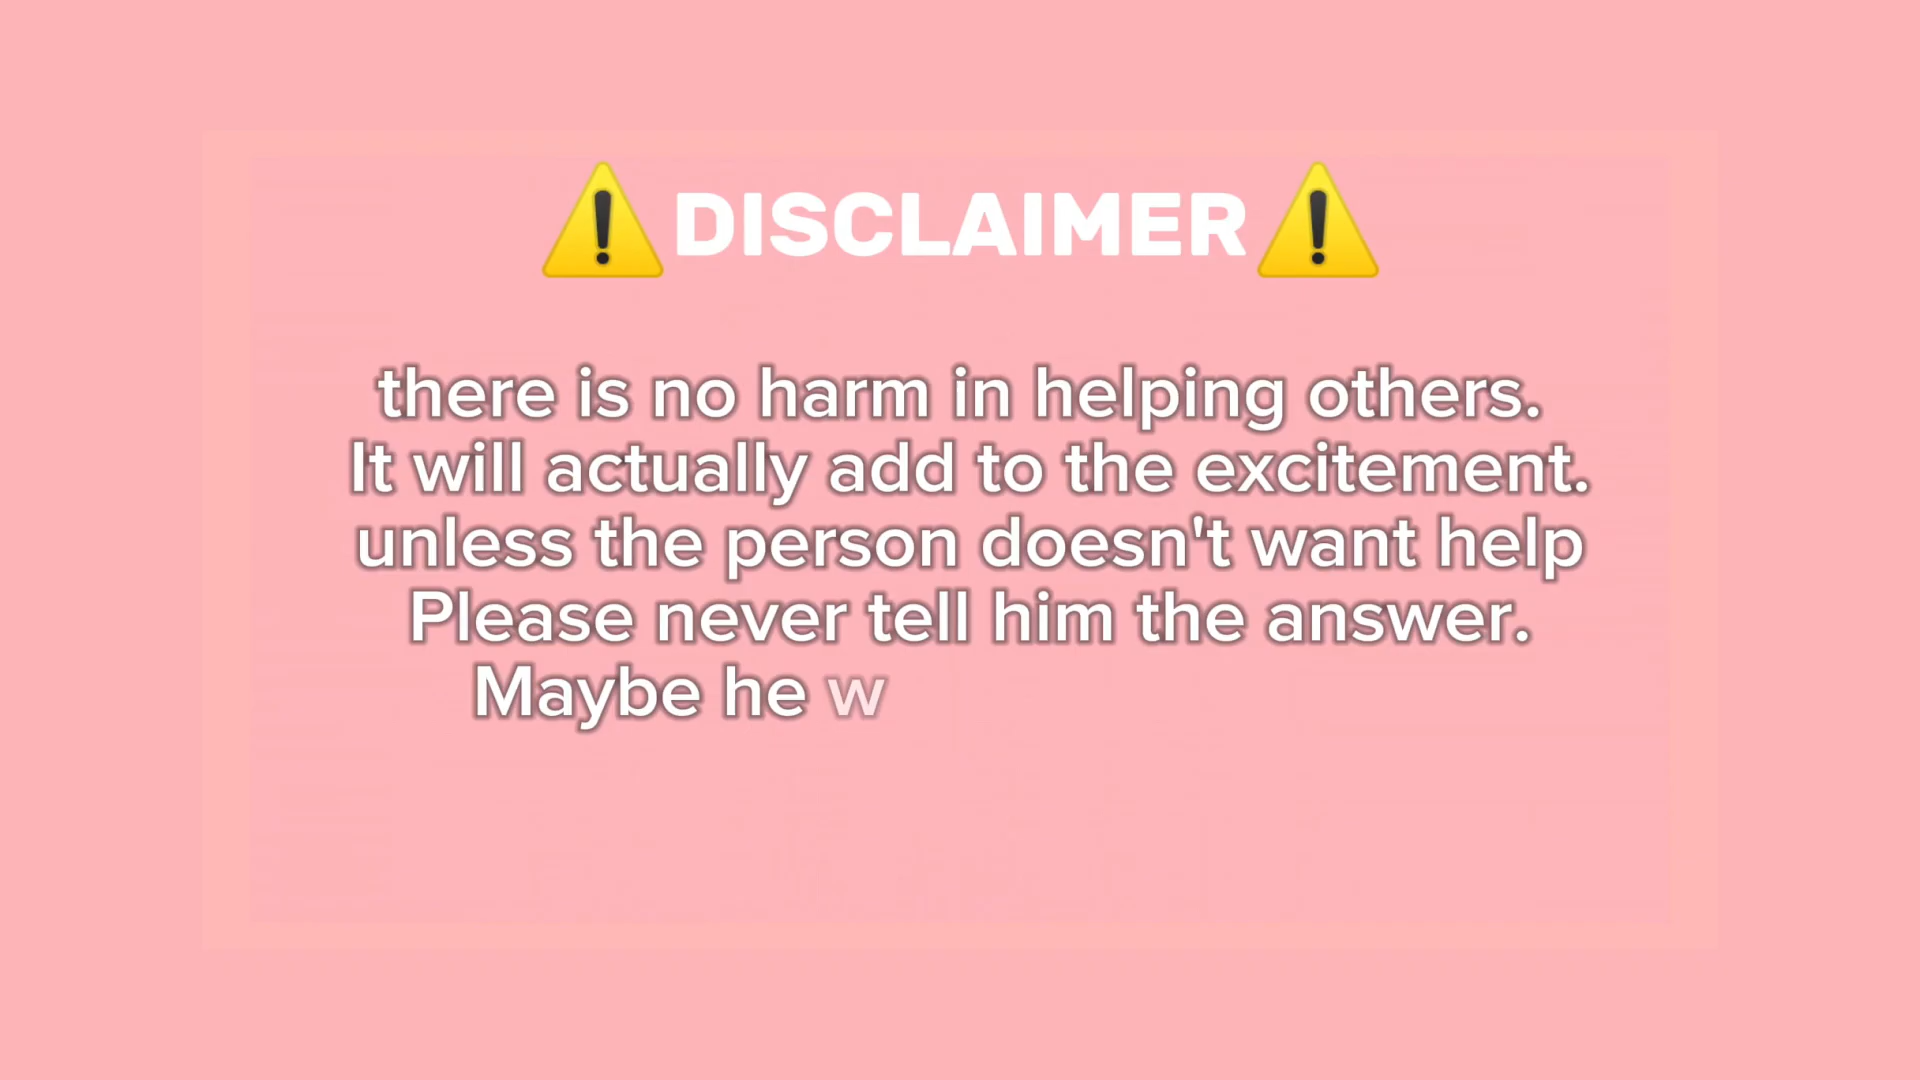 ⚠️DISCLAIMER⚠️
there is no harm in helping others.
It will actually add to the excitement.
unless the person doesn't want help
Please never tell him the answer.
Maybe he w